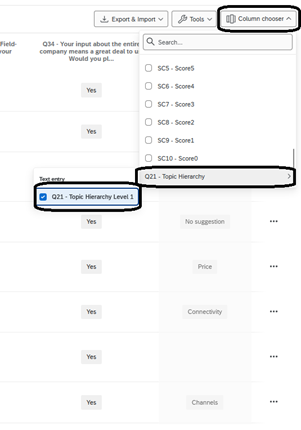 Export & Import
Tools
Column chooser
Field-
your
Q34 - Your input about the entire
company means a great deal to u
Would you pl...
Search...
SC5 - Score5
SC6 - Score4
SC7 - Score3
SC8 - Score2
SC9 - Score1
SC10 - Score0
Q21 - Topic Hierarchy
Text entry
Q21 - Topic Hierarchy Level 1
Yes
Yes
Yes
No suggestion
Yes
Price
Yes
Connectivity
Yes
Yes
Channels